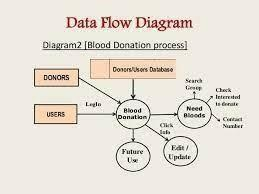 Data Flow Diagram
Diagram2 [Blood Donation process]
Donors/Users Database
DONORS
Search
Group
Check
Interested
to donate
LogIn
USERS
Blood
Donation
Need
Bloods
Contact
Number
Click
Info
Future
Use
Edit /
Update